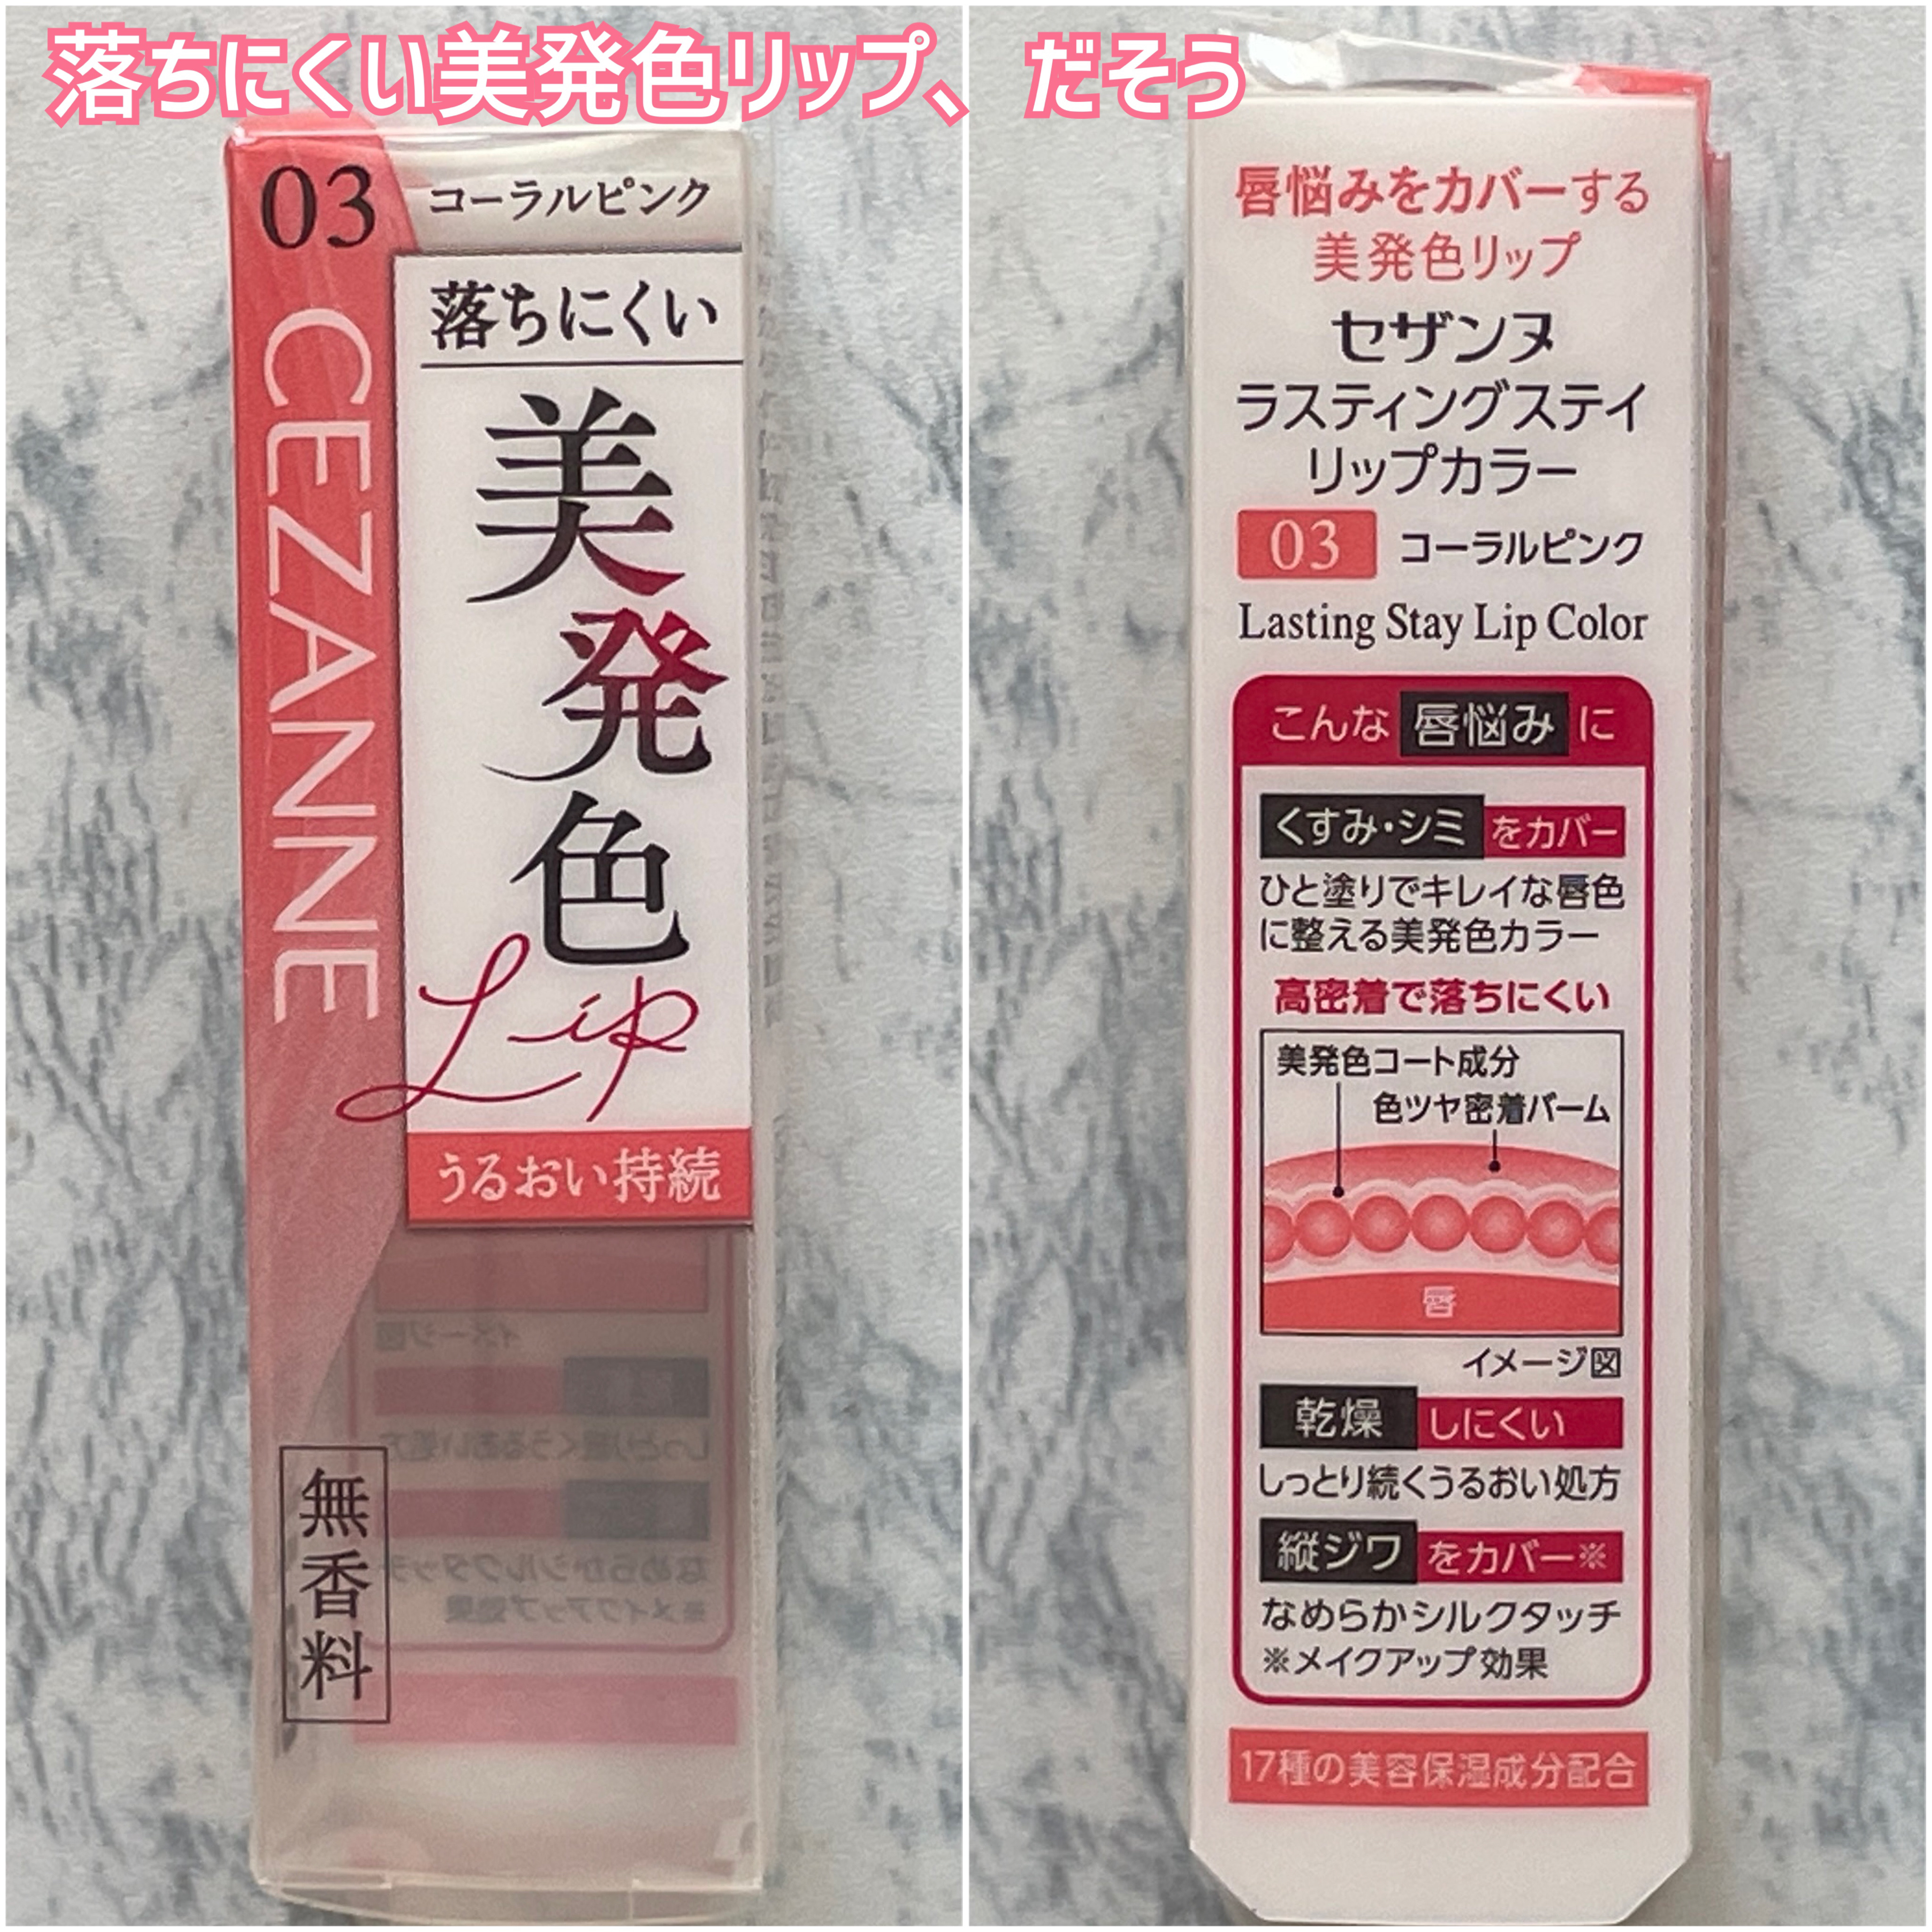 落ちにくい美発色リップ、 だそう
03 コーラルピンク
CEZANNE
落ちにくい
美発色
Lip
うるおい持続
無香料
唇悩みをカバーする
美発色リップ
セザンヌ
ラスティングステイ
リップカラー
03 コーラルピンク
Lasting Stay Lip Color
こんな 唇悩み に
くすみ・シミをカバー
ひと塗りでキレイな唇色
に整える美発色カラー
高密着で落ちにくい
美発色コート成分
色ツヤ密着バーム
唇
イメージ図
乾燥しにくい
しっとり続くうるおい処方
縦ジワをカバー※
なめらかシルクタッチ
※メイクアップ効果
17種の美容保湿成分配合